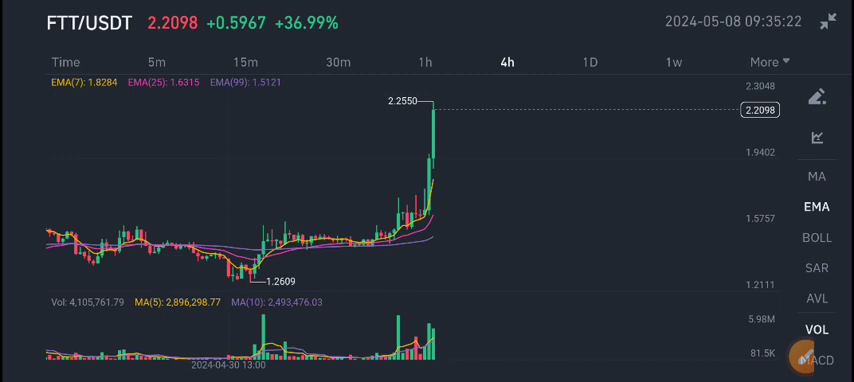 FTT/USDT 2.2098 +0.5967 +36.99% 2024-05-08 09:35:22
Time 5m 15m 30m 1h 4h 1D 1w More
EMA(7): 1.8284 EMA(25): 1.6315 EMA(99): 1.5121
2.3048
2.2550
2.2098
1.9402
1.5757
1.2609
1.2111
MA
EMA
BOLL
SAR
AVL
VOL
MACD
Vol: 4,105,761.79 MA(5): 2,896,298.77 MA(10): 2,493,476.03
5.98M
81.5K
2024-04-30 13:00